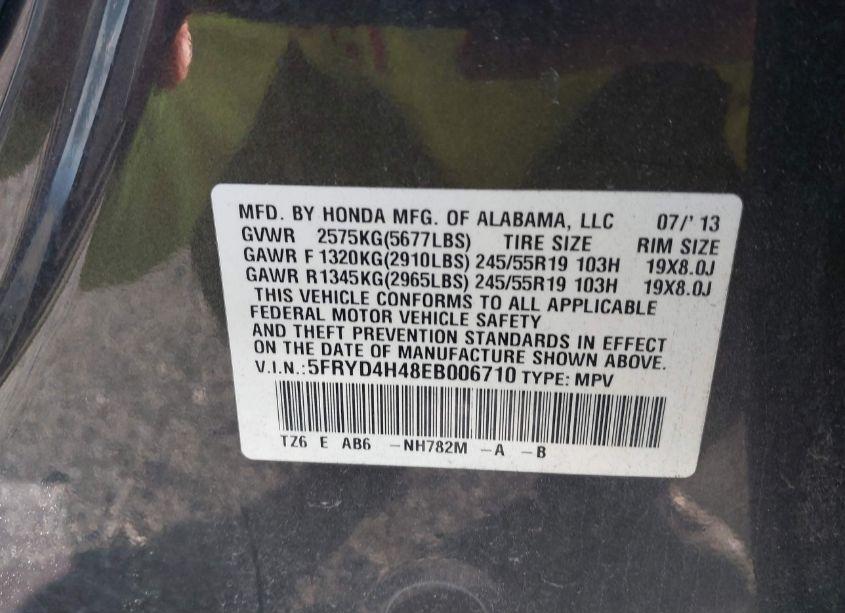 MFD. BY HONDA MFG. OF ALABAMA, LLC 07/' 13
GVWR 2575KG(5677LBS) TIRE SIZE RIM SIZE
GAWR F 1320KG(2910LBS) 245/55R19 103H 19X8.0J
GAWR R1345KG(2965LBS) 245/55R19 103H 19X8.0J
THIS VEHICLE CONFORMS TO ALL APPLICABLE
FEDERAL MOTOR VEHICLE SAFETY
AND THEFT PREVENTION STANDARDS IN EFFECT
ON THE DATE OF MANUFACTURE SHOWN ABOVE.
V.I.N.:5FRYD4H48EB006710 TYPE: MPV
TZ6 E AB6 -NH782M -A -B